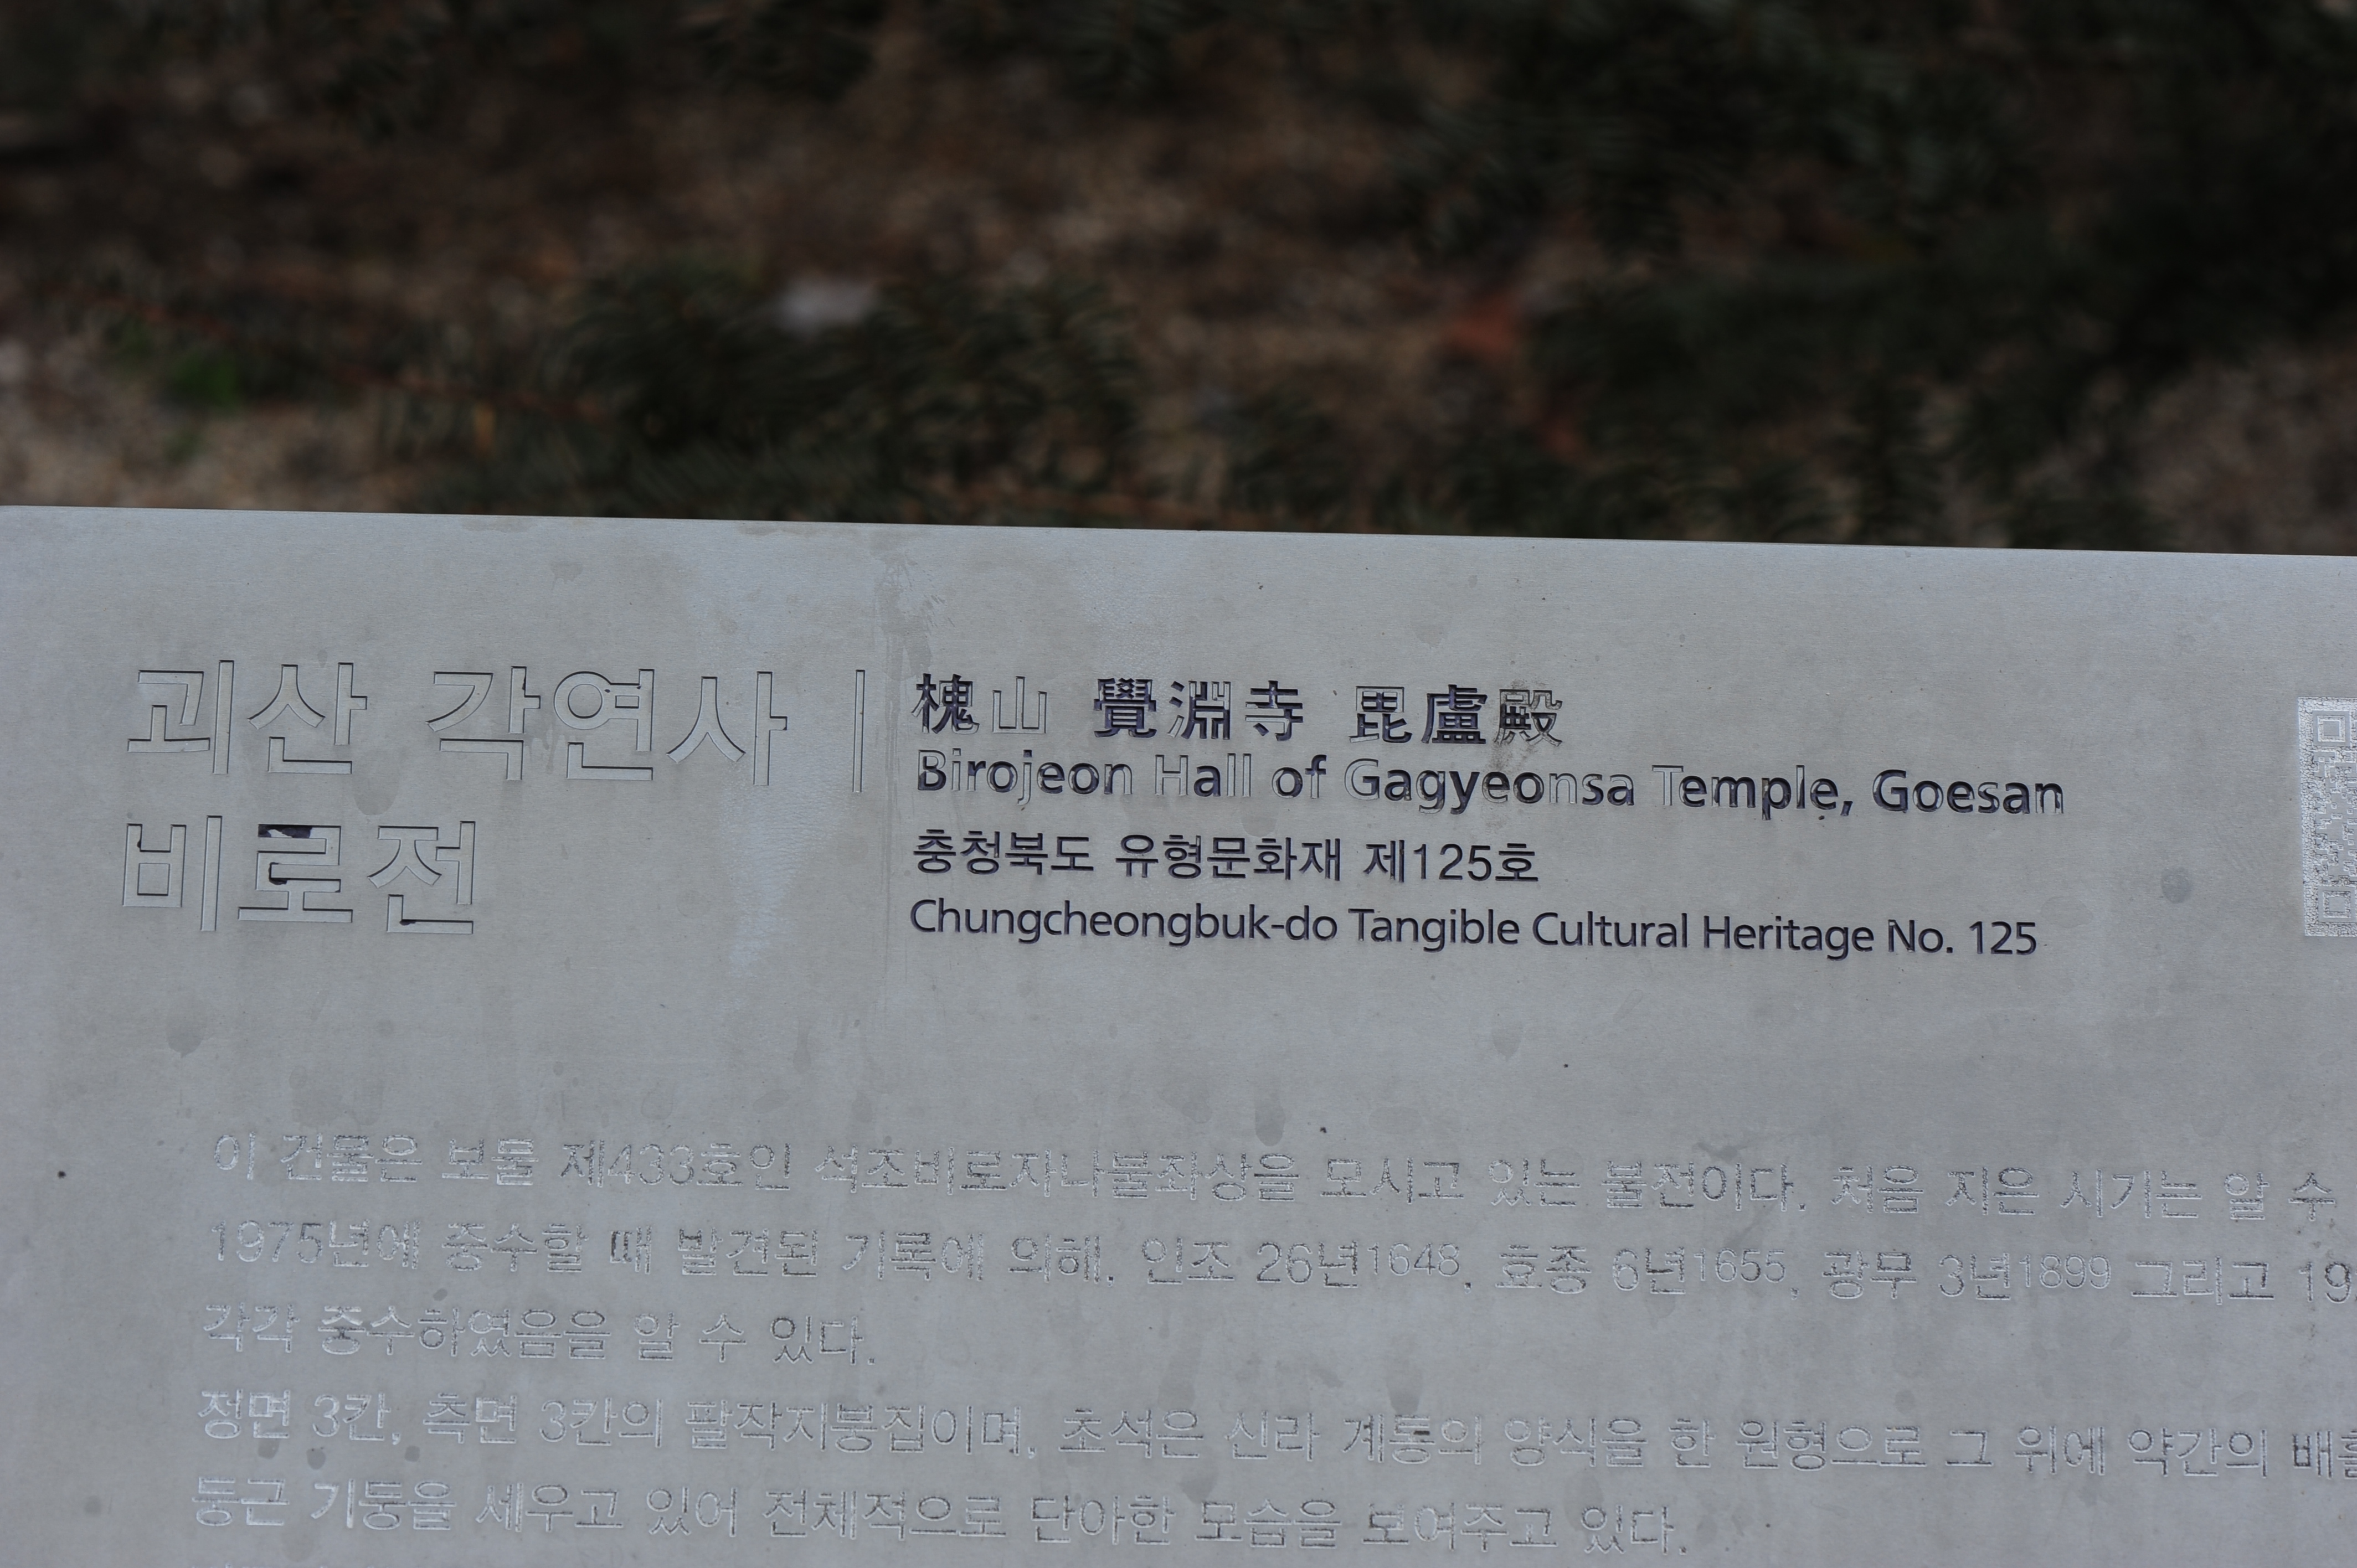 괴산 각연사
비로전
槐山 覺淵寺 毘盧殿
Birojeon Hall of Gagyeonsa Temple, Goesan
충청북도 유형문화재 제125호
Chungcheongbuk-do Tangible Cultural Heritage No. 125
이 건물은 보물 제433호인 석조비로자나불좌상을 모시고 있는 불전이다. 처음 지은 시기는 알 수
1975년에 중수할 때 발견된 기록에 의해. 인조 26년1648, 효종 6년1655, 광무 3년1899 그리고 19
각각 중수하였음을 알 수 있다.
정면 3칸, 측면 3칸의 팔작지붕집이며, 초석은 신라 계통의 양식을 한 원형으로 그 위에 약간의
둥근 기둥을 세우고 있어 전체적으로 단아한 모습을 보여주고 있다.